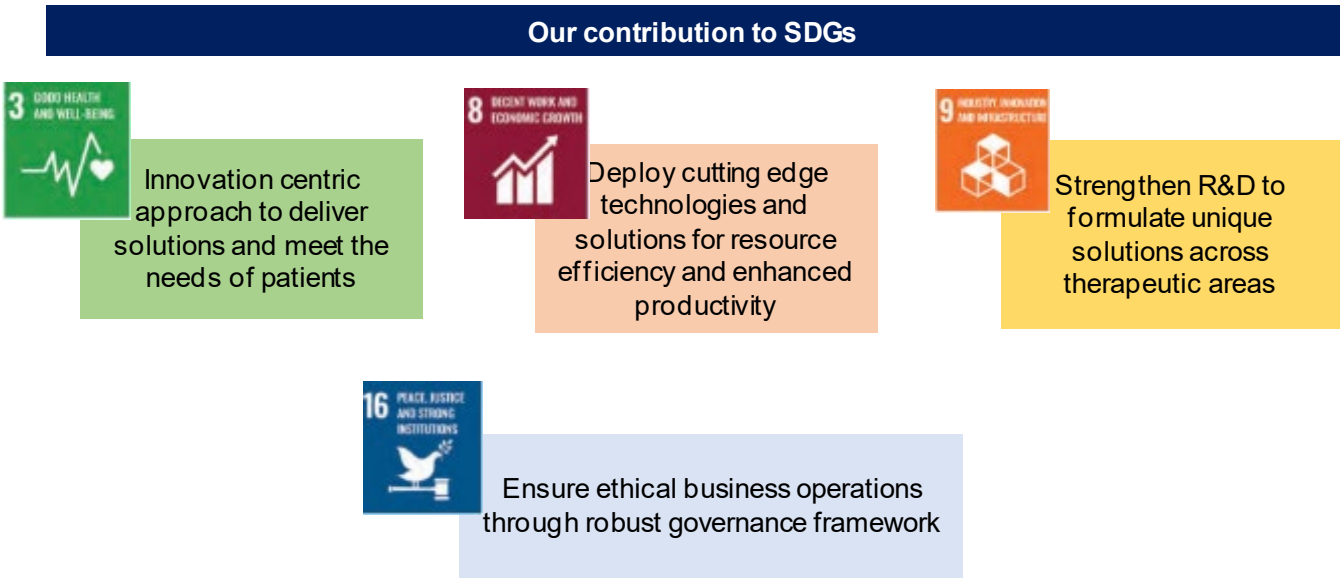 Our contribution to SDGs
3 GOOD HEALTH
AND WELL-BEING
Innovation centric
approach to deliver
solutions and meet the
needs of patients
8 DECENT WORK AND
ECONOMIC GROWTH
Deploy cutting edge
technologies and
solutions for resource
efficiency and enhanced
productivity
9 INDUSTRY, INNOVATION
AND INFRASTRUCTURE
Strengthen R&D to
formulate unique
solutions across
therapeutic areas
16 PEACE, JUSTICE
AND STRONG
INSTITUTIONS
Ensure ethical business operations
through robust governance framework